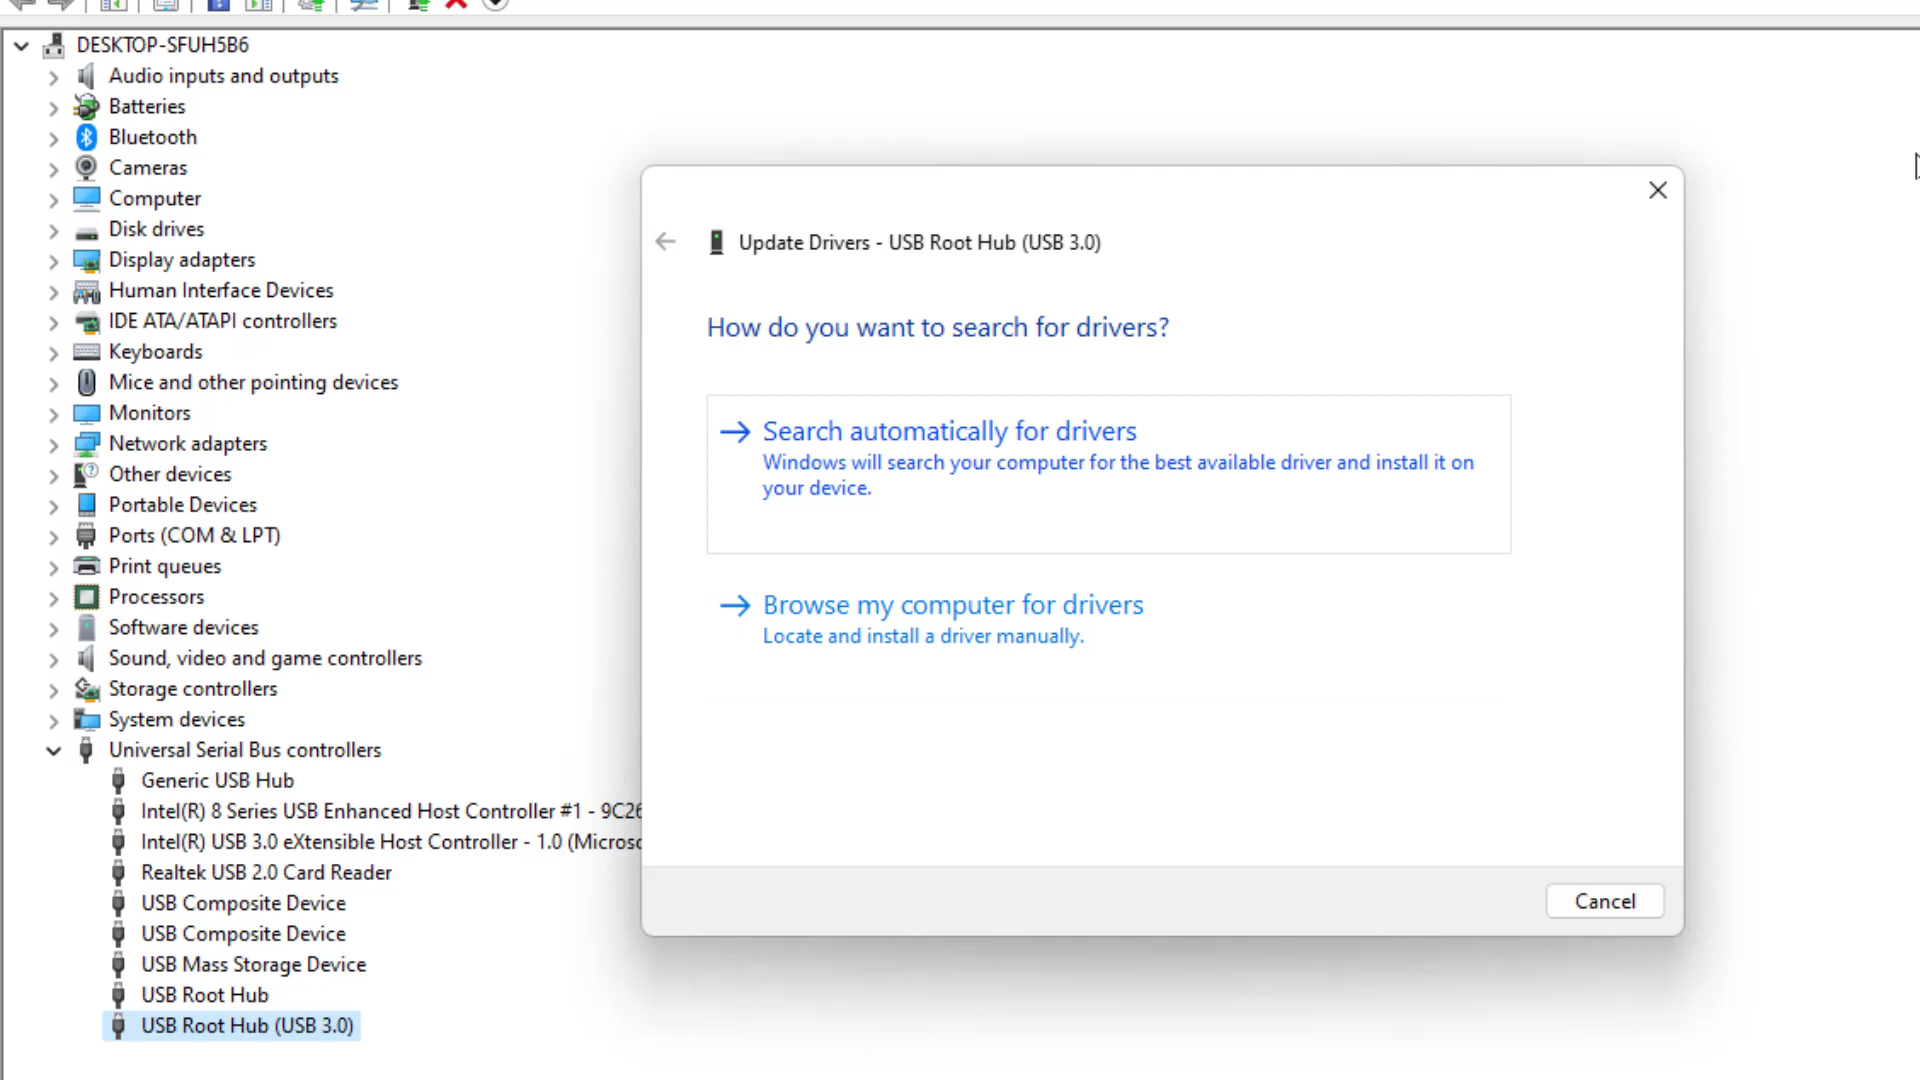 DESKTOP-SFUH5B6
Audio inputs and outputs
Batteries
Bluetooth
Cameras
Computer
Disk drives
Display adapters
Human Interface Devices
IDE ATA/ATAPI controllers
Keyboards
Mice and other pointing devices
Monitors
Network adapters
Other devices
Portable Devices
Ports (COM & LPT)
Print queues
Processors
Software devices
Sound, video and game controllers
Storage controllers
System devices
Universal Serial Bus controllers
Generic USB Hub
Intel(R) 8 Series USB Enhanced Host Controller #1 - 9C26
Intel(R) USB 3.0 eXtensible Host Controller - 1.0 (Microso
Realtek USB 2.0 Card Reader
USB Composite Device
USB Composite Device
USB Mass Storage Device
USB Root Hub
USB Root Hub (USB 3.0)
Update Drivers - USB Root Hub (USB 3.0)
How do you want to search for drivers?
Search automatically for drivers
Windows will search your computer for the best available driver and install it on
your device.
Browse my computer for drivers
Locate and install a driver manually.
Cancel